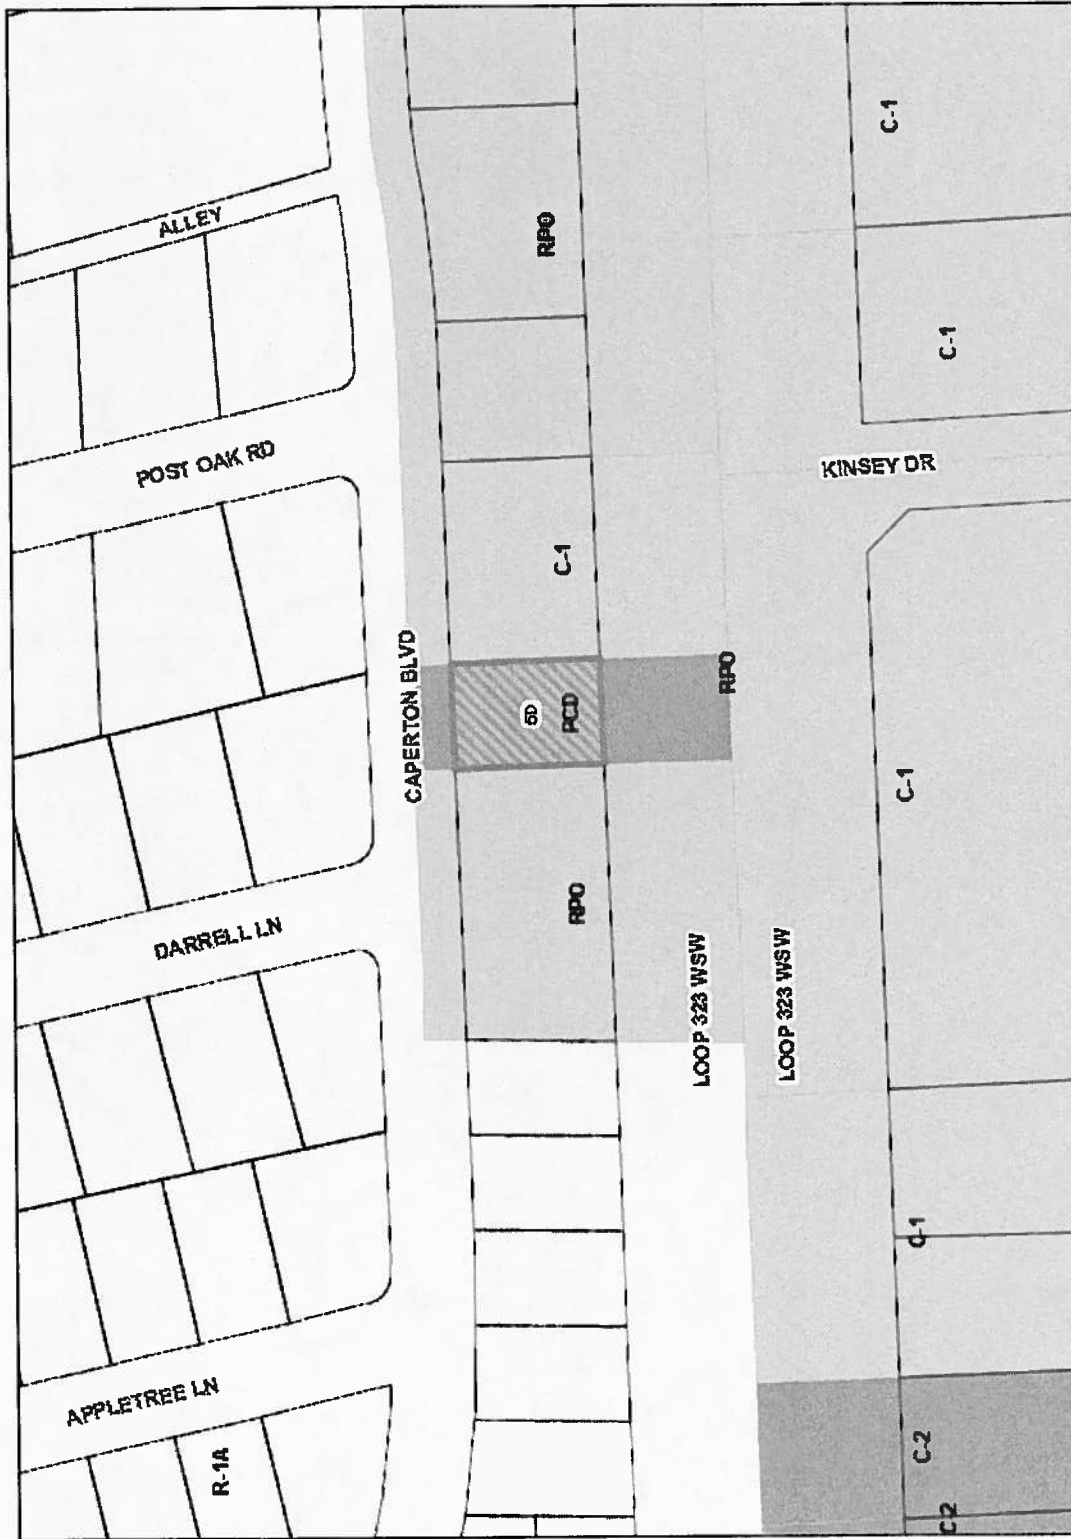 ALLEY
C-1
RPO
C-1
POST OAK RD
KINSEY DR
C-1
CAPERTON BLVD
RPO
5D
PCD
C-1
RPO
DARRELL LN
LOOP 323 WSW
LOOP 323 WSW
C-1
APPLETREE LN
R-1A
C-2
C-2